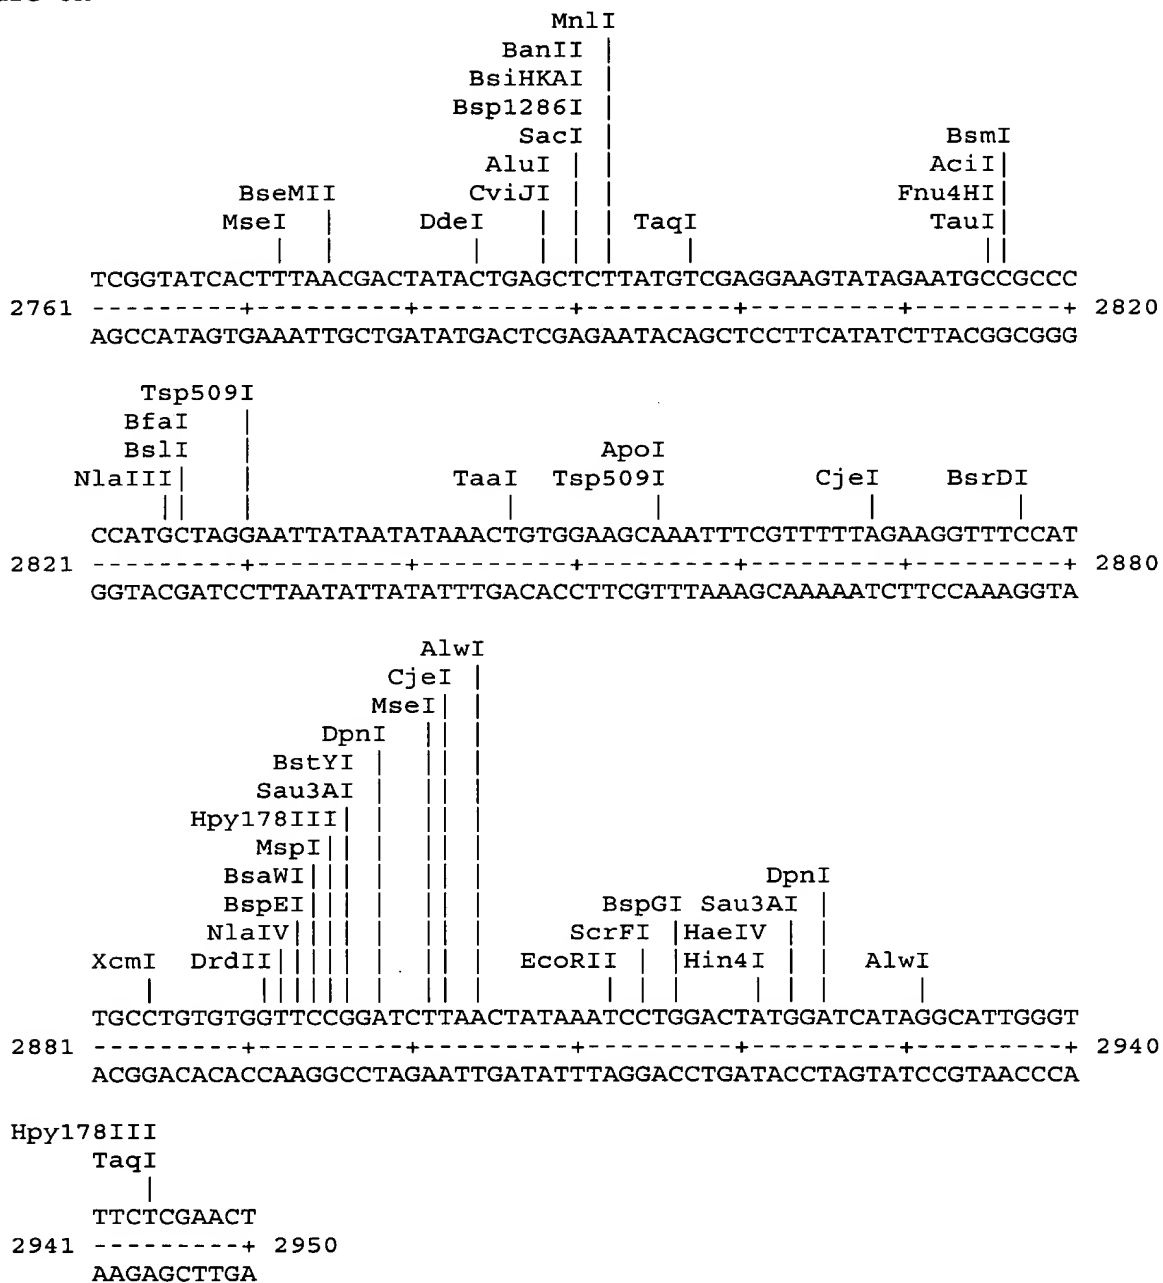 MnlI
BanII
BsiHKAI
Bsp1286I
SacI BsmI
AluI AciI
BseMII CviJI Fnu4HI
MseI DdeI TaqI TauI
TCGGTATCACTTTAACGACTATACTGAGCTCTTATGTCGAGGAAGTATAGAATGCCGCCC
2761 ---------+---------+---------+---------+---------+---------+ 2820
AGCCATAGTGAAATTGCTGATATGACTCGAGAATACAGCTCCTTCATATCTTACGGCGGG
Tsp509I
BfaI
BslI ApoI
NlaIII TaaI Tsp509I CjeI BsrDI
CCATGCTAGGAATTATAATATAAACTGTGGAAGCAAATTTCGTTTTTAGAAGGTTTCCAT
2821 ---------+---------+---------+---------+---------+---------+ 2880
GGTACGATCCTTAATATTATATTTGACACCTTCGTTTAAAGCAAAAATCTTCCAAAGGTA
AlwI
CjeI
MseI
DpnI
BstYI
Sau3AI
Hpy178III
MspI
BsaWI DpnI
BspEI BspGI Sau3AI
NlaIV ScrFI HaeIV
XcmI DrdII EcoRII Hin4I AlwI
TGCCTGTGTGGTTCCGGATCTTAACTATAAATCCTGGACTATGGATCATAGGCATTGGGT
2881 ---------+---------+---------+---------+---------+---------+ 2940
ACGGACACACCAAGGCCTAGAATTGATATTTAGGACCTGATACCTAGTATCCGTAACCCA
Hpy178III
TaqI
TTCTCGAACT
2941 ---------+ 2950
AAGAGCTTGA